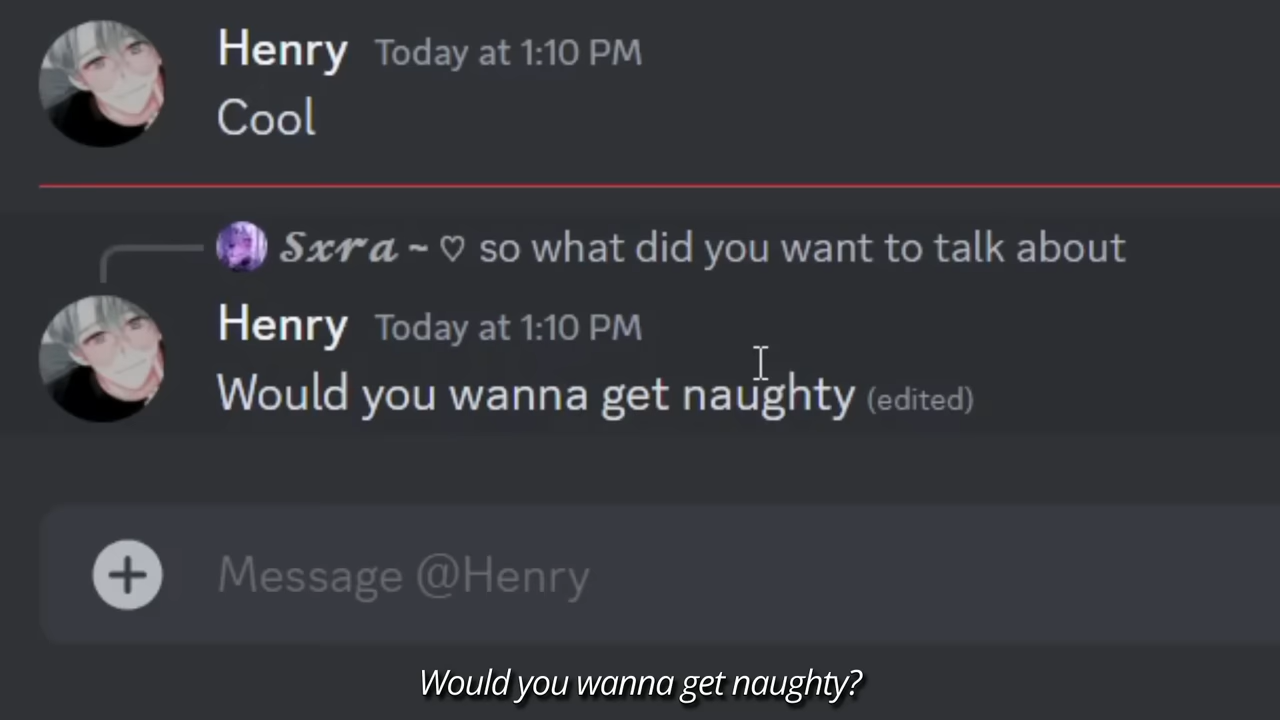 Henry Today at 1:10 PM
Cool
Sxra ~ ♡ so what did you want to talk about
Henry Today at 1:10 PM
Would you wanna get naughty (edited)
Message @Henry
Would you wanna get naughty?